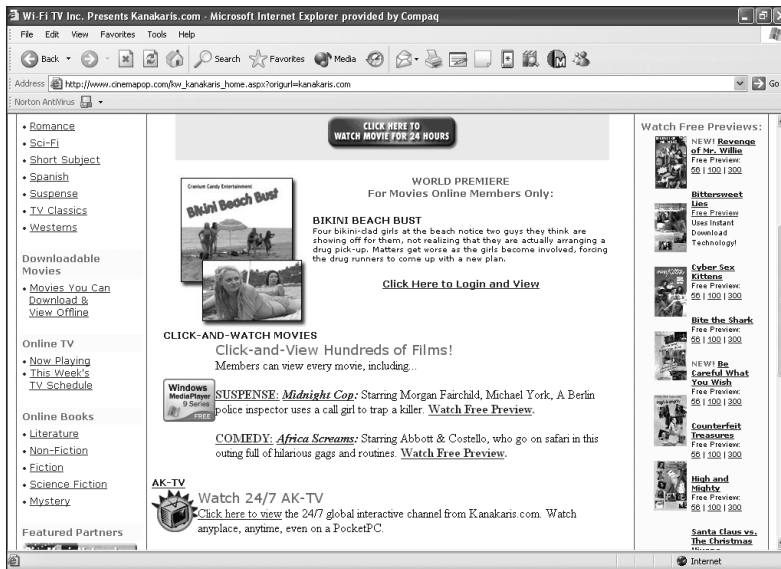 Wi-Fi TV Inc. Presents Kanakaris.com - Microsoft Internet Explorer provided by Compaq
File Edit View Favorites Tools Help
Back Search Favorites Media
Address http://www.cinemapop.com/kw_kanakaris_home.aspx?origurl=kanakaris.com Go
Norton AntiVirus
• Romance
• Sci-Fi
• Short Subject
• Spanish
• Suspense
• TV Classics
• Westerns
Downloadable
Movies
• Movies You Can
Download &
View Offline
Online TV
• Now Playing
• This Week's
TV Schedule
Online Books
• Literature
• Non-Fiction
• Fiction
• Science Fiction
• Mystery
Featured Partners
CLICK HERE TO
WATCH MOVIE FOR 24 HOURS
Cranium Candy Entertainment
Bikini Beach Bust
WORLD PREMIERE
For Movies Online Members Only:
BIKINI BEACH BUST
Four bikini-clad girls at the beach notice two guys they think are
showing off for them, not realizing that they are actually arranging a
drug pick-up. Matters get worse as the girls become involved, forcing
the drug runners to come up with a new plan.
Click Here to Login and View
CLICK-AND-WATCH MOVIES
Click-and-View Hundreds of Films!
Members can view every movie, including...
Windows
MediaPlayer
9 Series
FREE
SUSPENSE: Midnight Cop: Starring Morgan Fairchild, Michael York, A Berlin
police inspector uses a call girl to trap a killer. Watch Free Preview.
COMEDY: Africa Screams: Starring Abbott & Costello, who go on safari in this
outing full of hilarious gags and routines. Watch Free Preview.
AK-TV
Watch 24/7 AK-TV
Click here to view the 24/7 global interactive channel from Kanakaris.com. Watch
anyplace, anytime, even on a PocketPC.
Watch Free Previews:
NEW! Revenge
of Mr. Willie
Free Preview:
56 | 100 | 300
Bittersweet
Lies
Free Preview
Uses Instant
Download
Technology!
Cyber Sex
Kittens
Free Preview:
56 | 100 | 300
Bite the Shark
Free Preview:
56 | 100 | 300
NEW! Be
Careful What
You Wish
Free Preview:
56 | 100 | 300
Counterfeit
Treasures
Free Preview:
56 | 100 | 300
High and
Mighty
Free Preview:
56 | 100 | 300
Santa Claus vs.
The Christmas
Internet